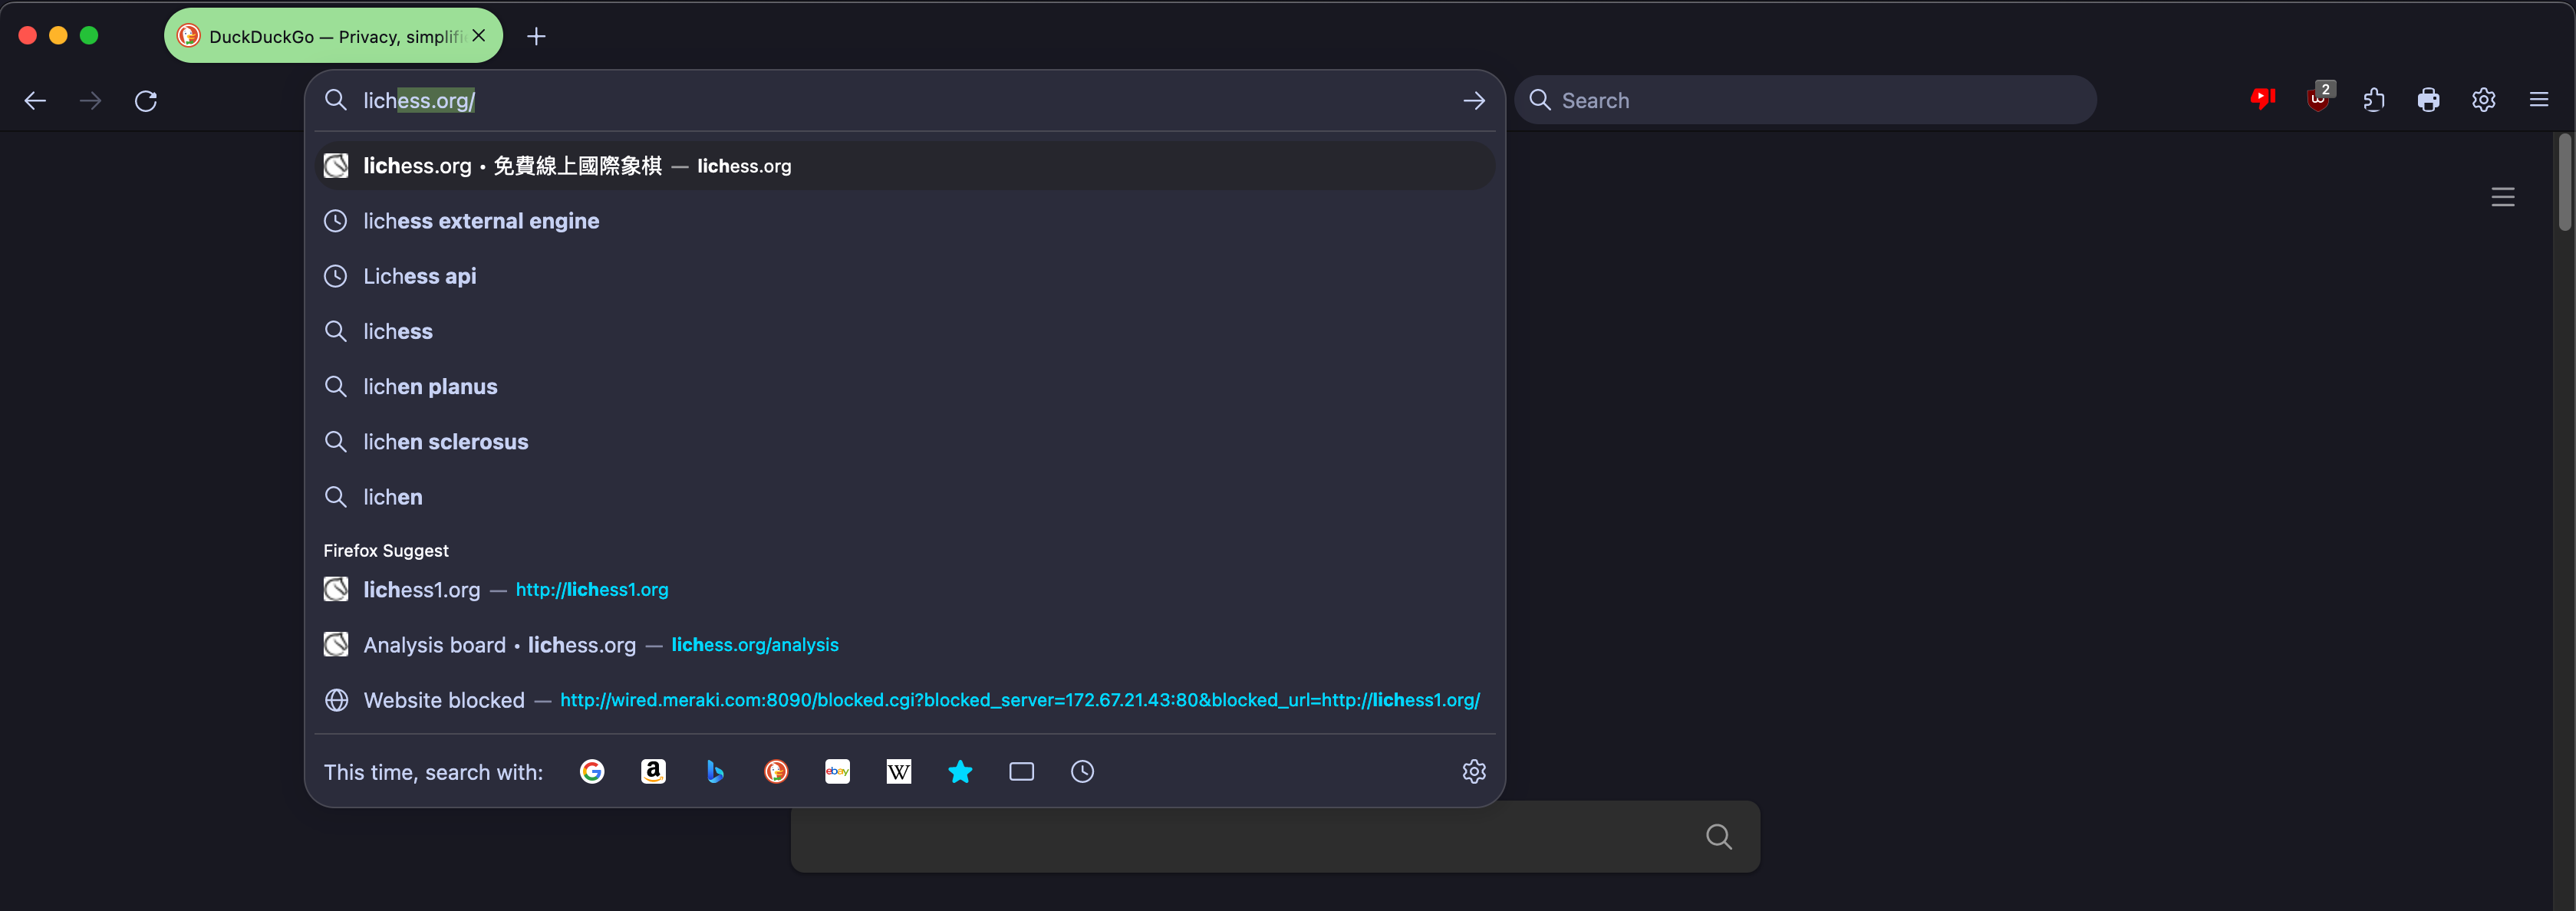 DuckDuckGo — Privacy, simplifi
lichess.org/
Search
2
lichess.org • 免費線上國際象棋 — lichess.org
lichess external engine
Lichess api
lichess
lichen planus
lichen sclerosus
lichen
Firefox Suggest
lichess1.org — http://lichess1.org
Analysis board • lichess.org — lichess.org/analysis
Website blocked — http://wired.meraki.com:8090/blocked.cgi?blocked_server=172.67.21.43:80&blocked_url=http://lichess1.org/
This time, search with: G a b ebay W